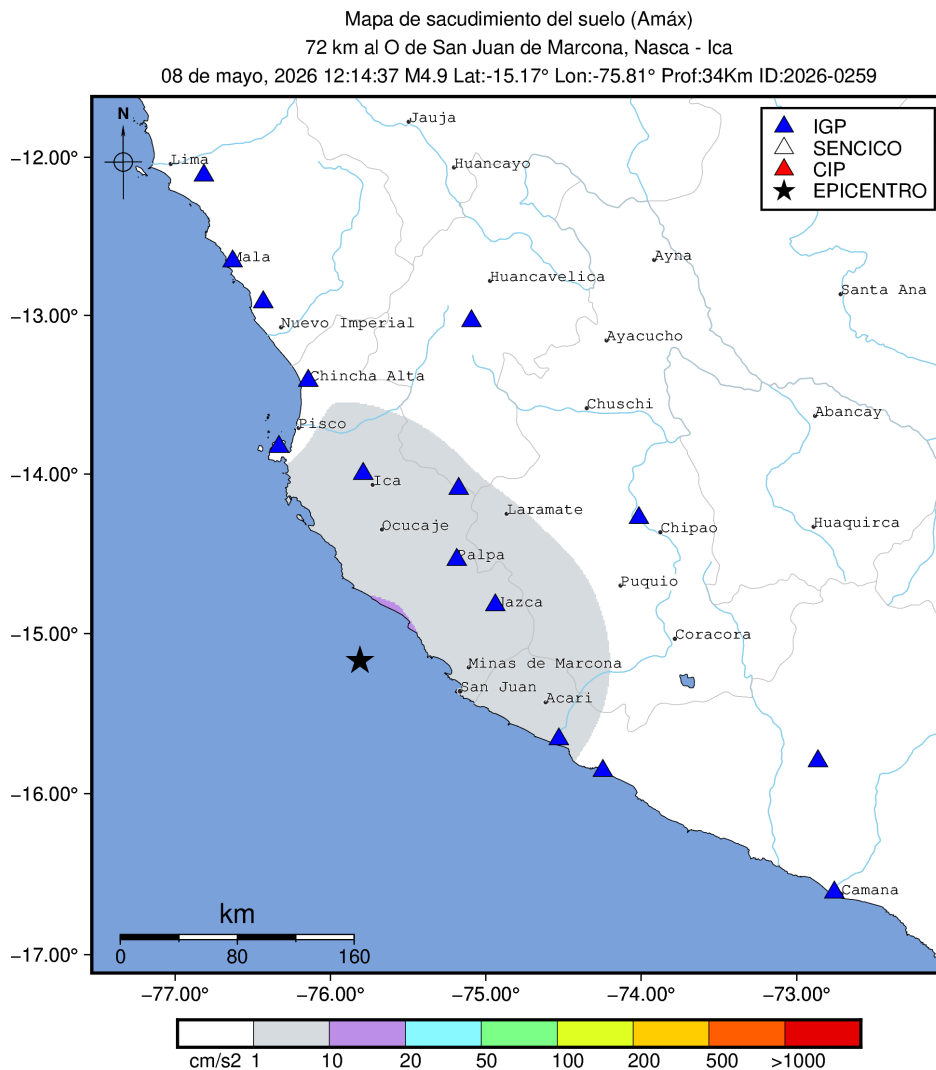 Mapa de sacudimiento del suelo (Amáx)
72 km al O de San Juan de Marcona, Nasca - Ica
08 de mayo, 2026 12:14:37 M4.9 Lat:-15.17° Lon:-75.81° Prof:34Km ID:2026-0259
N
IGP
SENCICO
CIP
EPICENTRO
Jauja
Lima
Huancayo
Mala
Ayna
Huancavelica
Santa Ana
Nuevo Imperial
Ayacucho
Chincha Alta
Chuschi
Abancay
Pisco
Ica
Laramate
Ocucaje
Chipao
Huaquirca
Palpa
Puquio
Nazca
Coracora
Minas de Marcona
San Juan
Acari
Camana
−12.00°
−13.00°
−14.00°
−15.00°
−16.00°
−17.00°
km
0 80 160
−77.00° −76.00° −75.00° −74.00° −73.00°
cm/s2 1 10 20 50 100 200 500 >1000